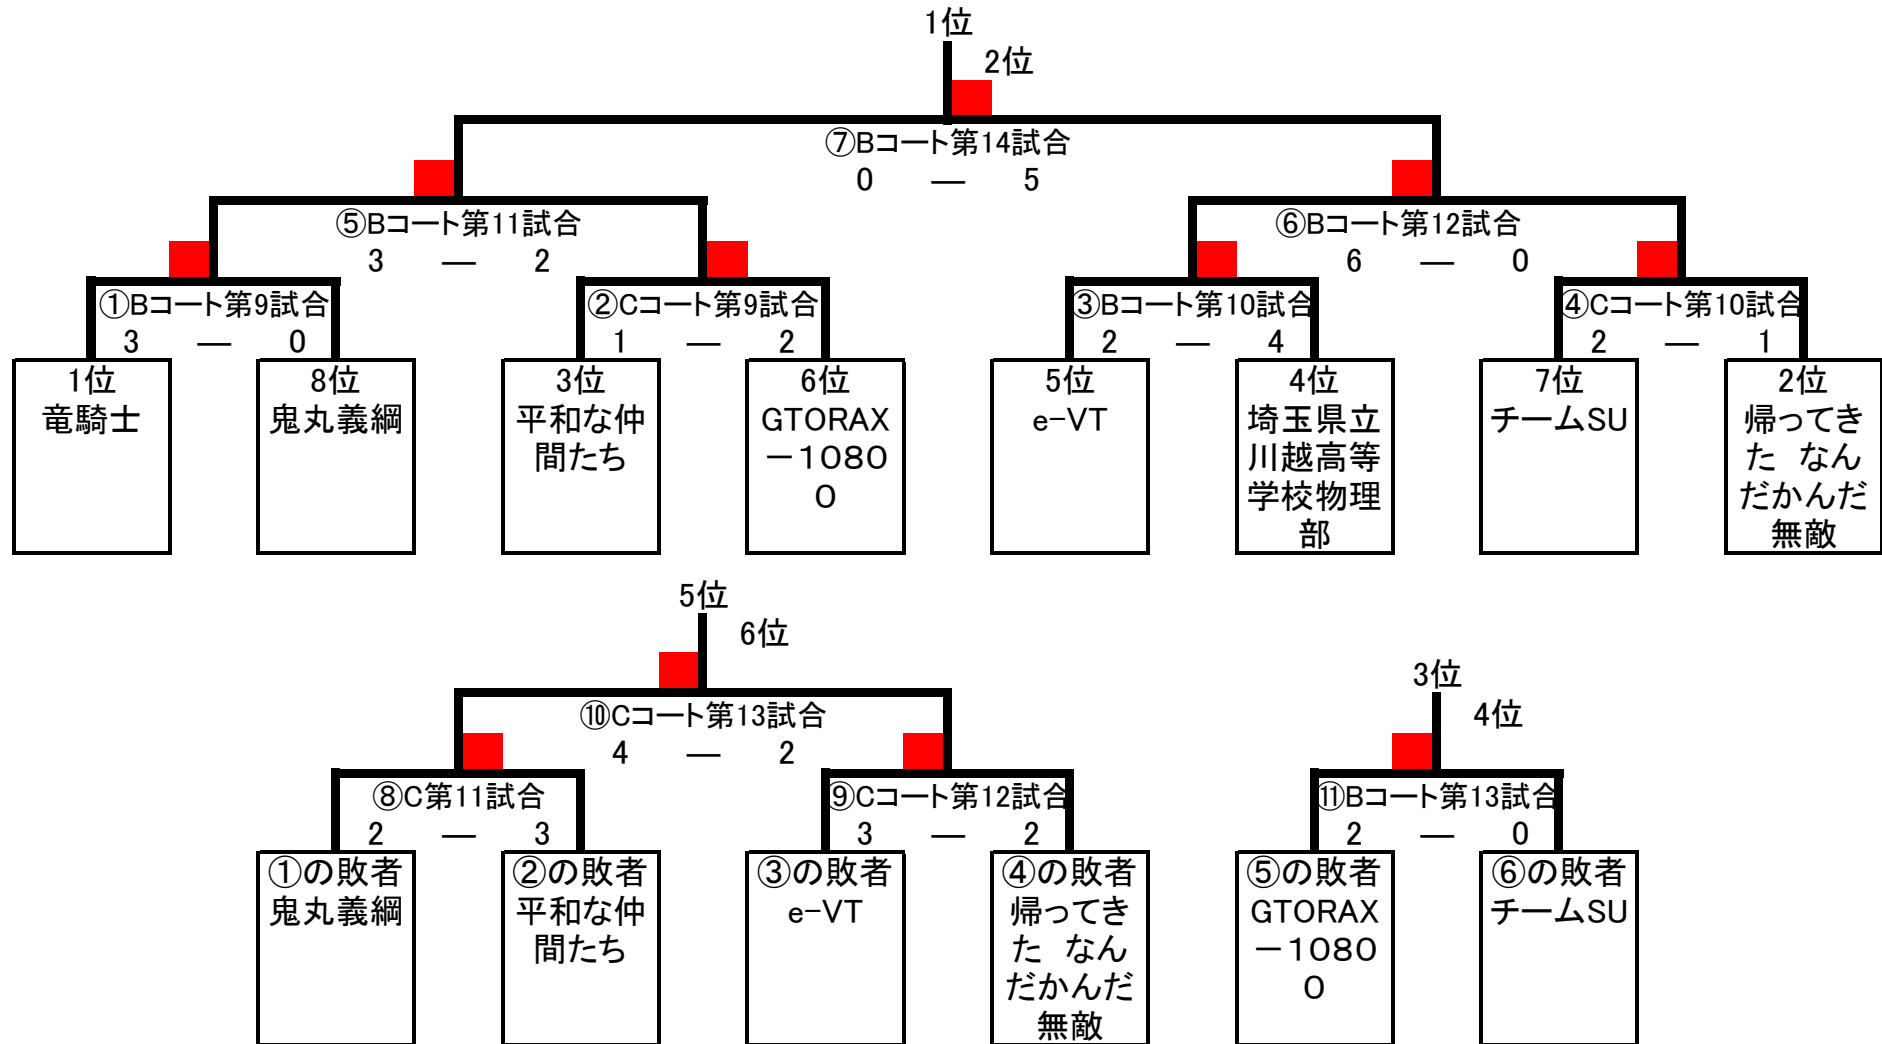 1位
2位
⑦Bコート第14試合
0 ― 5
⑤Bコート第11試合
3 ― 2
⑥Bコート第12試合
6 ― 0
①Bコート第9試合
3 ― 0
②Cコート第9試合
1 ― 2
③Bコート第10試合
2 ― 4
④Cコート第10試合
2 ― 1
1位
竜騎士
8位
鬼丸義綱
3位
平和な仲
間たち
6位
GTORAX
－1080
0
5位
e-VT
4位
埼玉県立
川越高等
学校物理
部
7位
チームSU
2位
帰ってき
た なん
だかんだ
無敵
5位
6位
⑩Cコート第13試合
4 ― 2
⑧C第11試合
2 ― 3
⑨Cコート第12試合
3 ― 2
①の敗者
鬼丸義綱
②の敗者
平和な仲
間たち
③の敗者
e-VT
④の敗者
帰ってき
た なん
だかんだ
無敵
3位
4位
⑪Bコート第13試合
2 ― 0
⑤の敗者
GTORAX
－1080
0
⑥の敗者
チームSU